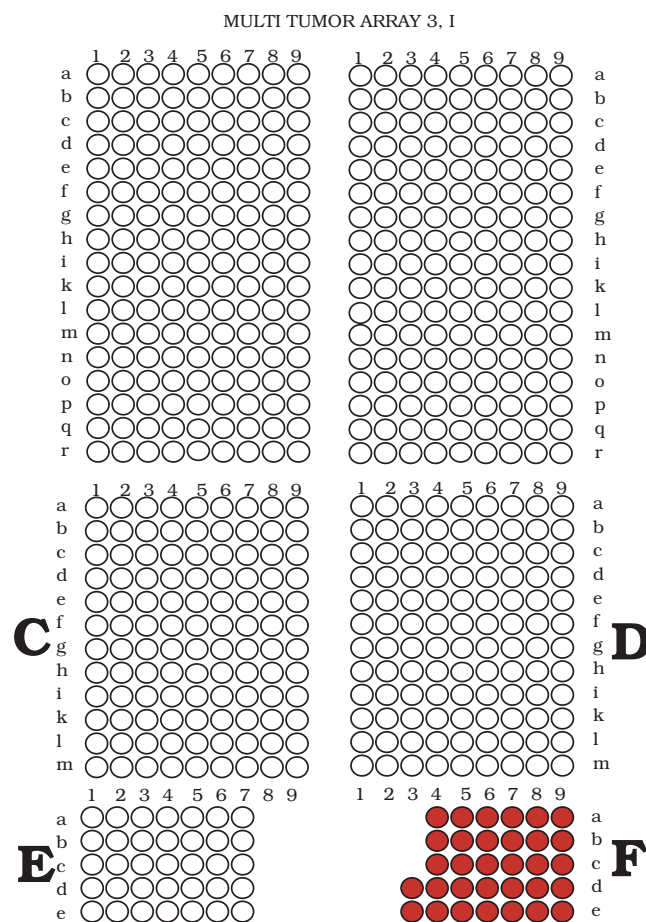 MULTI TUMOR ARRAY 3, I
1 2 3 4 5 6 7 8 9 1 2 3 4 5 6 7 8 9
a a
b b
c c
d d
e e
f f
g g
h h
i i
k k
l l
m m
n n
o o
p p
q q
r r
1 2 3 4 5 6 7 8 9 1 2 3 4 5 6 7 8 9
a a
b b
c c
d d
e e
C f f D
g g
h h
i i
k k
l l
m m
1 2 3 4 5 6 7 8 9 1 2 3 4 5 6 7 8 9
a a
b b
E c c F
d d
e e